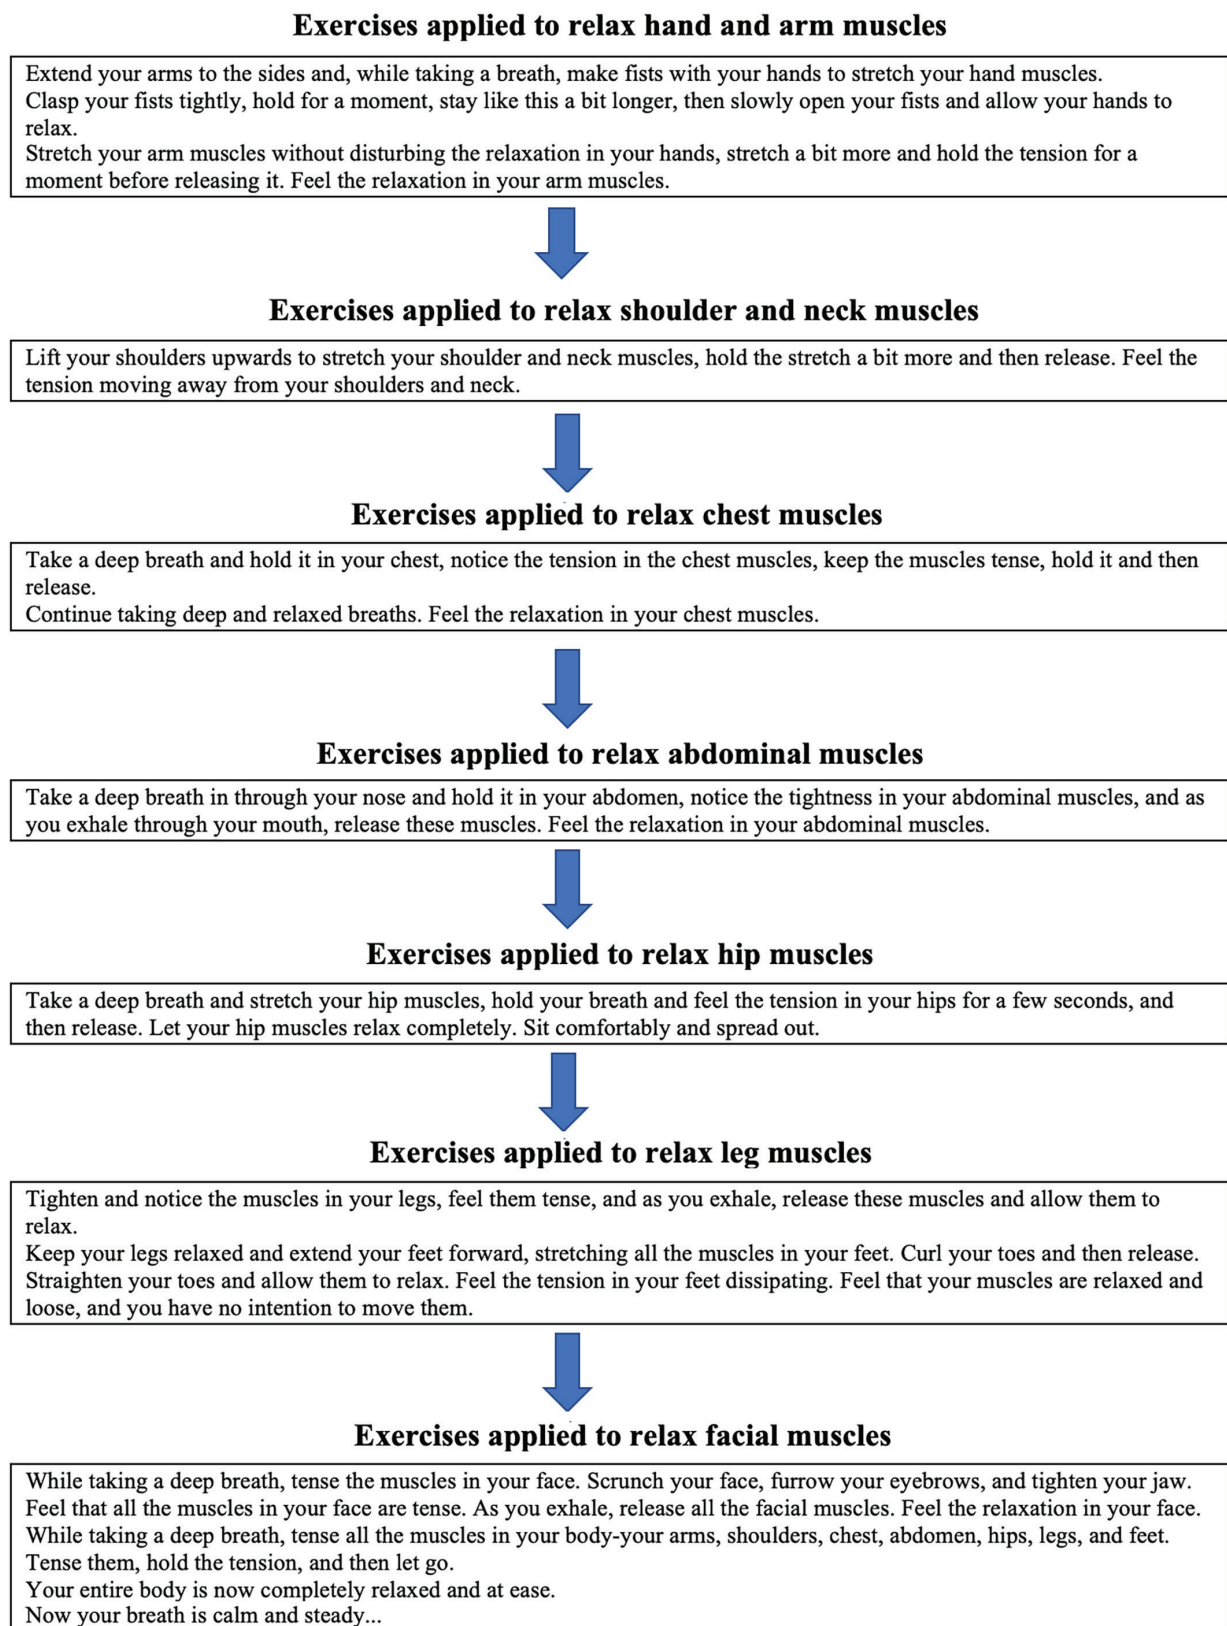 Exercises applied to relax hand and arm muscles
Extend your arms to the sides and, while taking a breath, make fists with your hands to stretch your hand muscles.
Clasp your fists tightly, hold for a moment, stay like this a bit longer, then slowly open your fists and allow your hands to
relax.
Stretch your arm muscles without disturbing the relaxation in your hands, stretch a bit more and hold the tension for a
moment before releasing it. Feel the relaxation in your arm muscles.
Exercises applied to relax shoulder and neck muscles
Lift your shoulders upwards to stretch your shoulder and neck muscles, hold the stretch a bit more and then release. Feel the
tension moving away from your shoulders and neck.
Exercises applied to relax chest muscles
Take a deep breath and hold it in your chest, notice the tension in the chest muscles, keep the muscles tense, hold it and then
release.
Continue taking deep and relaxed breaths. Feel the relaxation in your chest muscles.
Exercises applied to relax abdominal muscles
Take a deep breath in through your nose and hold it in your abdomen, notice the tightness in your abdominal muscles, and as
you exhale through your mouth, release these muscles. Feel the relaxation in your abdominal muscles.
Exercises applied to relax hip muscles
Take a deep breath and stretch your hip muscles, hold your breath and feel the tension in your hips for a few seconds, and
then release. Let your hip muscles relax completely. Sit comfortably and spread out.
Exercises applied to relax leg muscles
Tighten and notice the muscles in your legs, feel them tense, and as you exhale, release these muscles and allow them to
relax.
Keep your legs relaxed and extend your feet forward, stretching all the muscles in your feet. Curl your toes and then release.
Straighten your toes and allow them to relax. Feel the tension in your feet dissipating. Feel that your muscles are relaxed and
loose, and you have no intention to move them.
Exercises applied to relax facial muscles
While taking a deep breath, tense the muscles in your face. Scrunch your face, furrow your eyebrows, and tighten your jaw.
Feel that all the muscles in your face are tense. As you exhale, release all the facial muscles. Feel the relaxation in your face.
While taking a deep breath, tense all the muscles in your body-your arms, shoulders, chest, abdomen, hips, legs, and feet.
Tense them, hold the tension, and then let go.
Your entire body is now completely relaxed and at ease.
Now your breath is calm and steady...